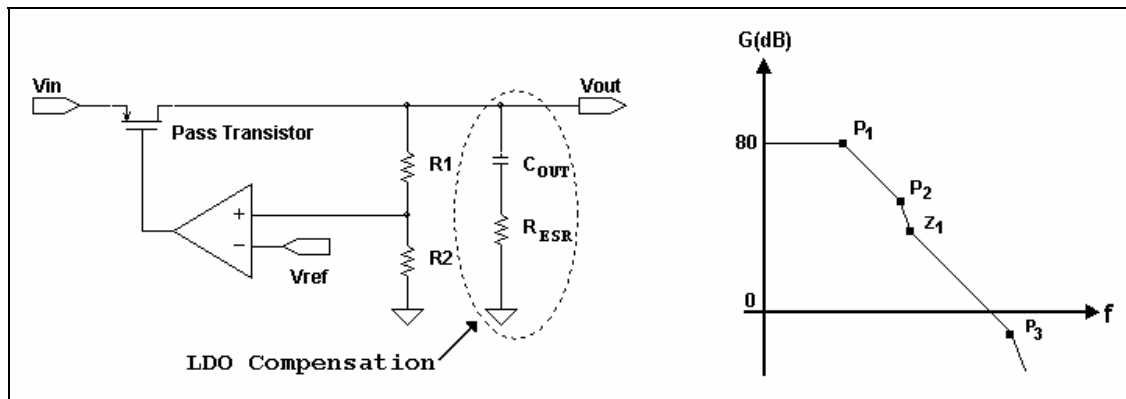 Vin
Vout
Pass Transistor
R1
COUT
+
−
RESR
R2
Vref
LDO Compensation
G(dB)
80
P1
P2
Z1
0
f
P3